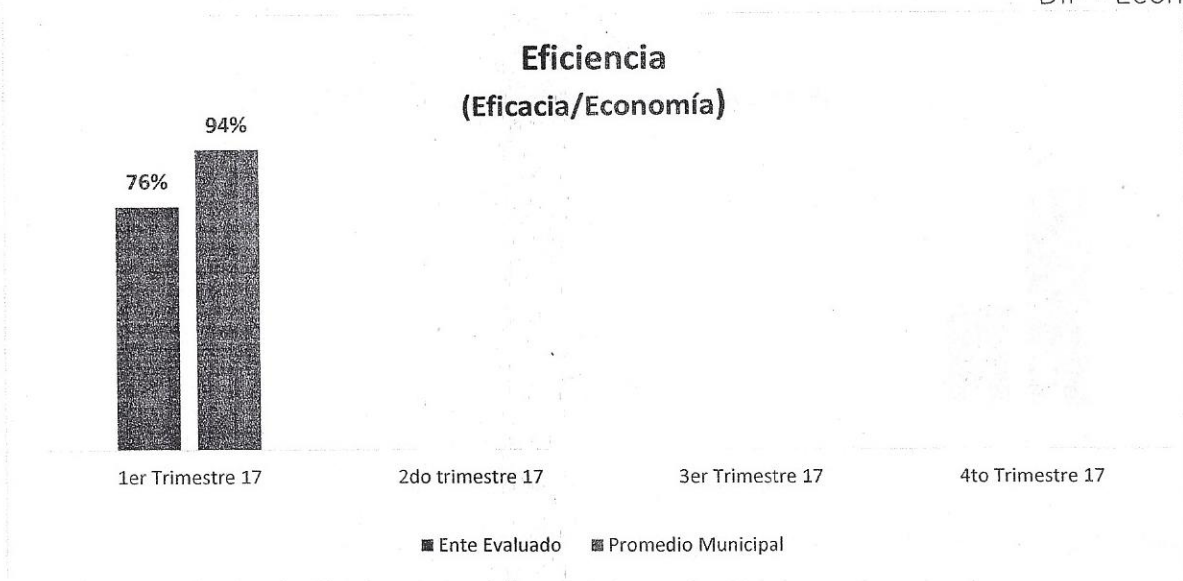 Eficiencia
(Eficacia/Economía)
94%
76%
1er Trimestre 17 2do trimestre 17 3er Trimestre 17 4to Trimestre 17
Ente Evaluado Promedio Municipal